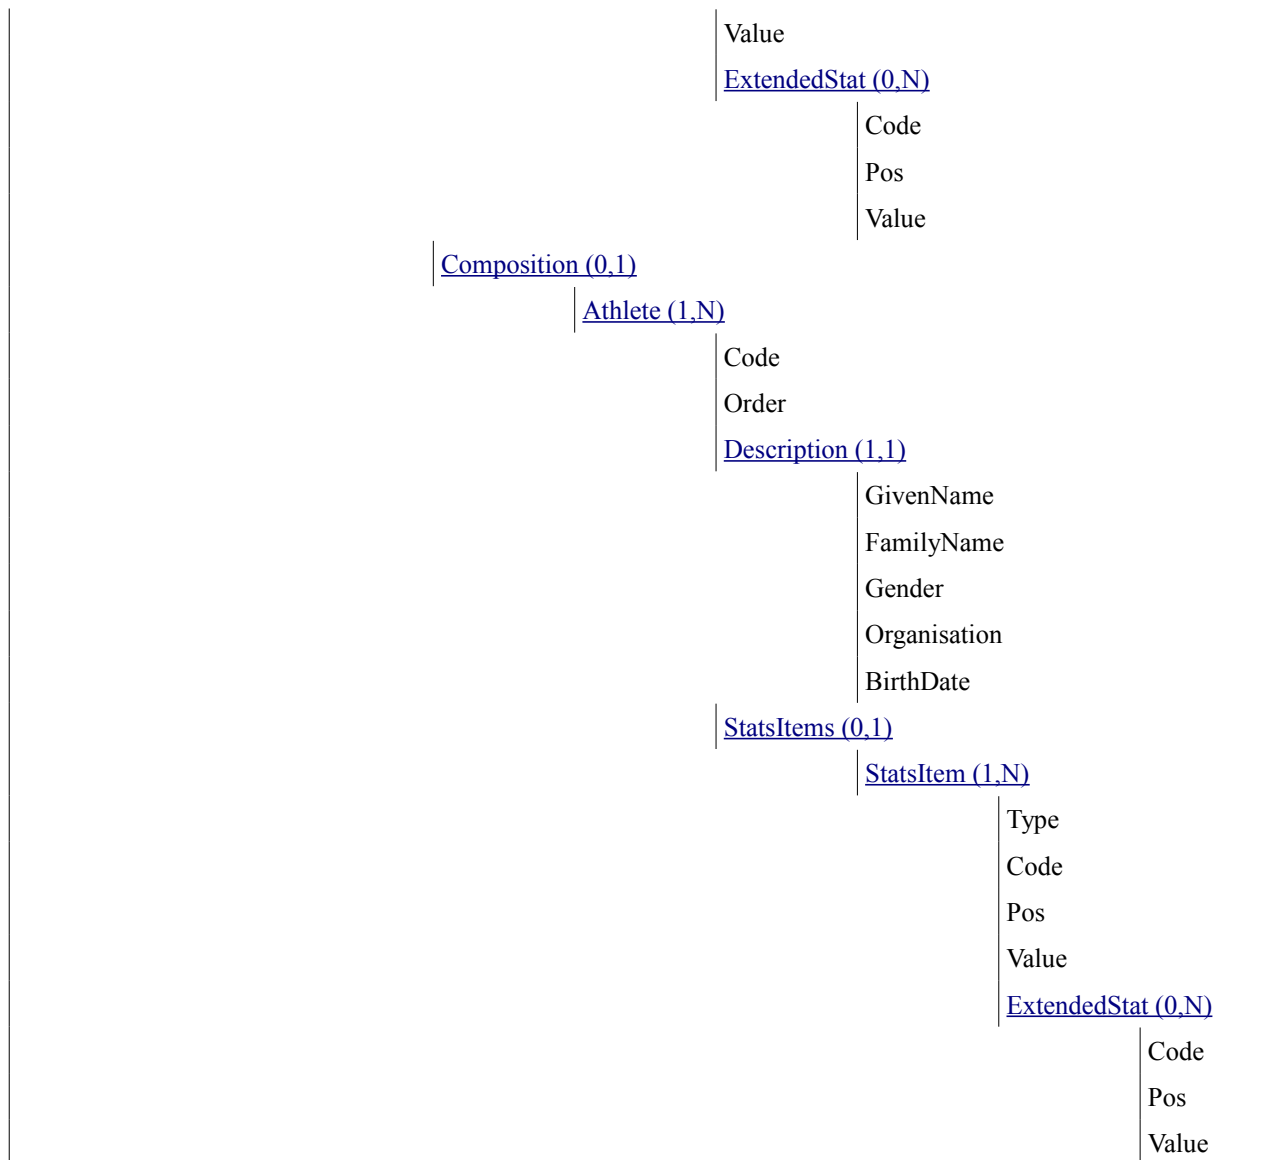 Value
ExtendedStat (0,N)
Code
Pos
Value
Composition (0,1)
Athlete (1,N)
Code
Order
Description (1,1)
GivenName
FamilyName
Gender
Organisation
BirthDate
StatsItems (0,1)
StatsItem (1,N)
Type
Code
Pos
Value
ExtendedStat (0,N)
Code
Pos
Value